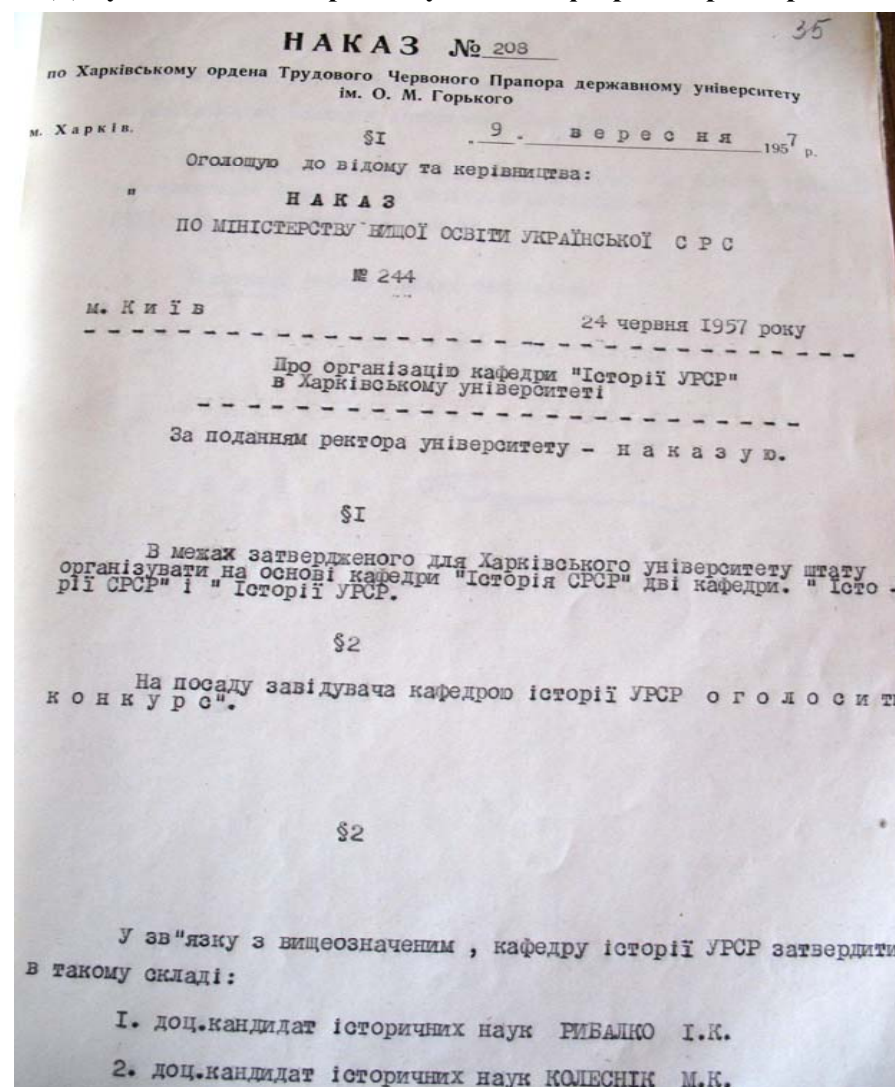 35
НАКАЗ № 208
по Харківському ордена Трудового Червоного Прапора державному університету
ім. О. М. Горького
м. Харків.
§І
9. вересня 1957 р.
Оголошую до відому та керівництва:
" НАКАЗ
ПО МІНІСТЕРСТВУ ВИЩОЇ ОСВІТИ УКРАЇНСЬКОЇ С Р С
№ 244
м. К и ї в
24 червня І957 року
Про організацію кафедри "Історії УРСР"
в Харківському університеті
За поданням ректора університету – н а к а з у ю.
§І
В межах затвердженого для Харківського університету штату
організувати на основі кафедри "Історія СРСР" дві кафедри. " Істо -
рії СРСР" і " Історії УРСР.
§2
На посаду завідувача кафедрою історії УРСР о г о л о с и т
к о н к у р с".
§2
У зв"язку з вищеозначеним , кафедру історії УРСР затвердити
в такому складі:
І. доц.кандидат історичних наук РИБАЛКО І.К.
2. доц.кандидат історичних наук КОЛЕСНІК М.К.